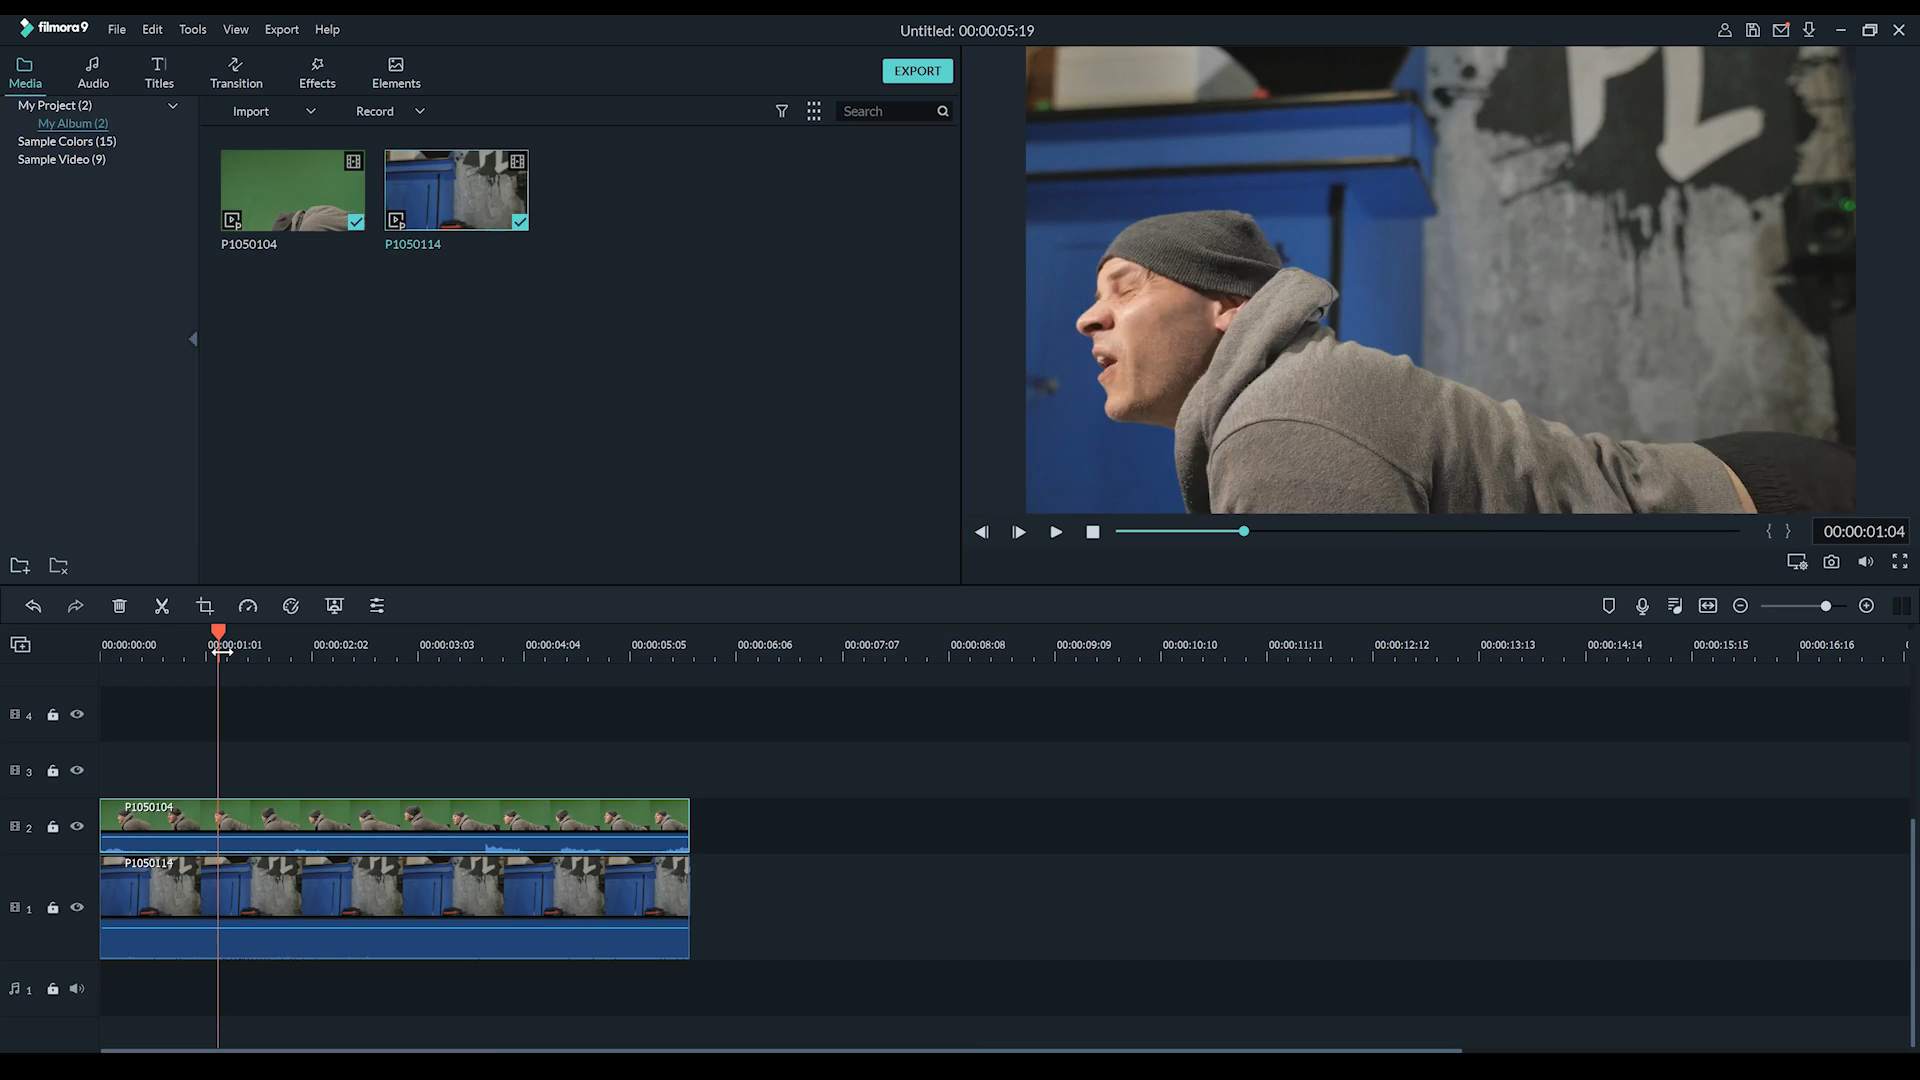 filmora 9 File Edit Tools View Export Help Untitled: 00:00:05:19
Media Audio Titles Transition Effects Elements EXPORT
My Project (2) Import Record Search
My Album (2)
Sample Colors (15)
Sample Video (9)
P1050104 P1050114
PL
00:00:01:04
00:00:00:00 00:00:01:01 00:00:02:02 00:00:03:03 00:00:04:04 00:00:05:05 00:00:06:06 00:00:07:07 00:00:08:08 00:00:09:09 00:00:10:10 00:00:11:11 00:00:12:12 00:00:13:13 00:00:14:14 00:00:15:15 00:00:16:16
4
3
P1050104
2
P1050114
1
1